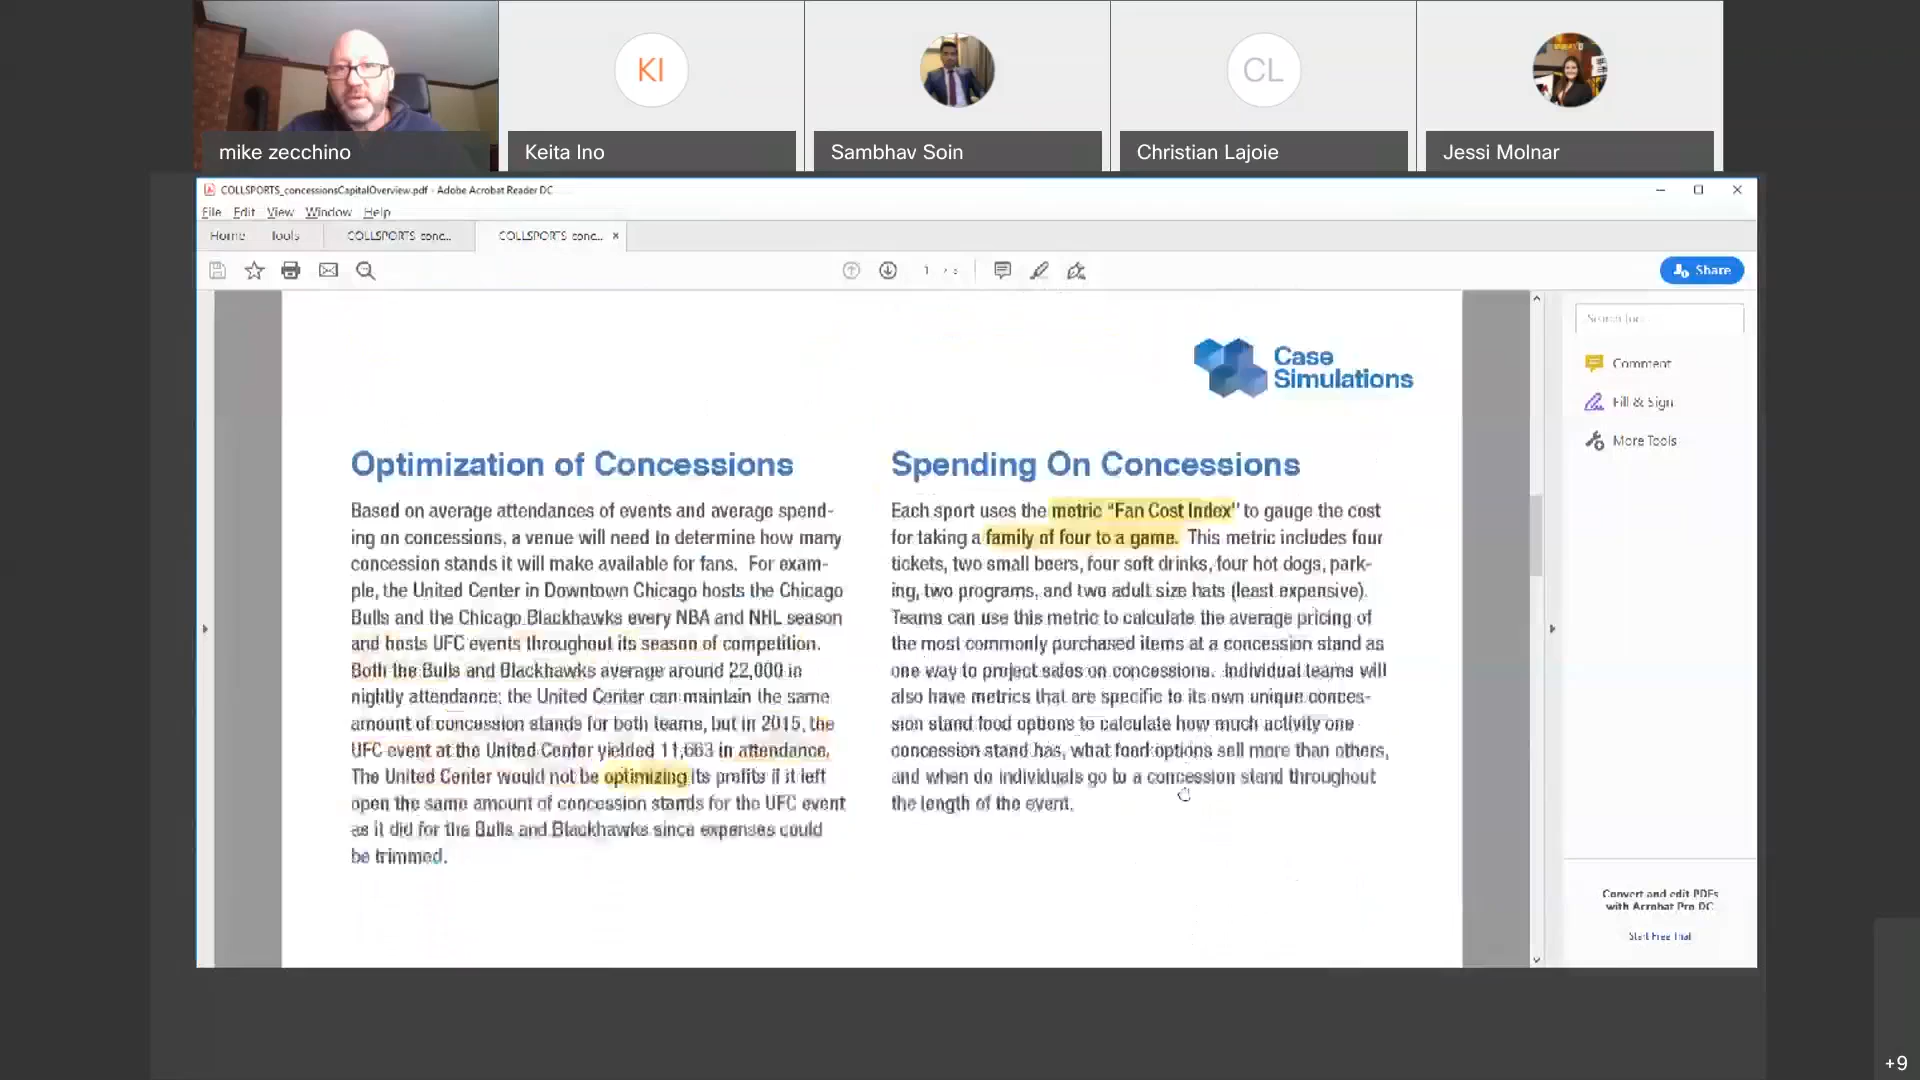 KI
CL
mike zecchino
Keita Ino
Sambhav Soin
Christian Lajoie
Jessi Molnar
COLLSPORTS_concessionsCapitalOverview.pdf - Adobe Acrobat Reader DC
File Edit View Window Help
Home Tools COLLSPORTS conc... COLLSPORTS conc... ×
1
Share
Comment
Fill & Sign
More Tools
Convert and edit PDFs
with Acrobat Pro DC
Start Free Trial
Case
Simulations
Optimization of Concessions
Based on average attendances of events and average spend-
ing on concessions, a venue will need to determine how many
concession stands it will make available for fans. For exam-
ple, the United Center in Downtown Chicago hosts the Chicago
Bulls and the Chicago Blackhawks every NBA and NHL season
and hosts UFC events throughout its season of competition.
Both the Bulls and Blackhawks average around 22,000 in
nightly attendance; the United Center can maintain the same
amount of concession stands for both teams, but in 2015, the
UFC event at the United Center yielded 11,663 in attendance.
The United Center would not be optimizing its profits if it left
open the same amount of concession stands for the UFC event
as it did for the Bulls and Blackhawks since expenses could
be trimmed.
Spending On Concessions
Each sport uses the metric “Fan Cost Index” to gauge the cost
for taking a family of four to a game. This metric includes four
tickets, two small beers, four soft drinks, four hot dogs, park-
ing, two programs, and two adult size hats (least expensive).
Teams can use this metric to calculate the average pricing of
the most commonly purchased items at a concession stand as
one way to project sales on concessions. Individual teams will
also have metrics that are specific to its own unique conces-
sion stand food options to calculate how much activity one
concession stand has, what food options sell more than others,
and when do individuals go to a concession stand throughout
the length of the event.
+9